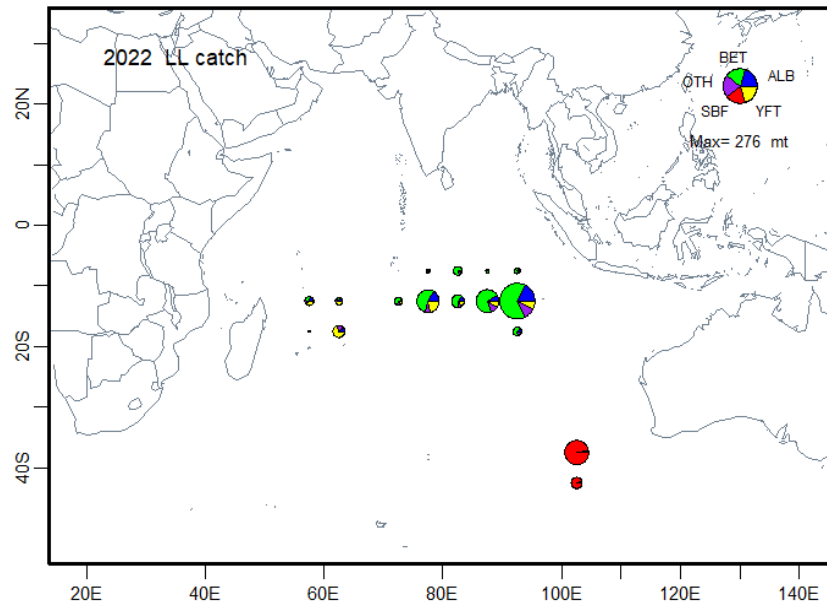 2022 LL catch
BET
OTH
ALB
SBF
YFT
Max= 276 mt
20N
0
20S
40S
20E
40E
60E
80E
100E
120E
140E